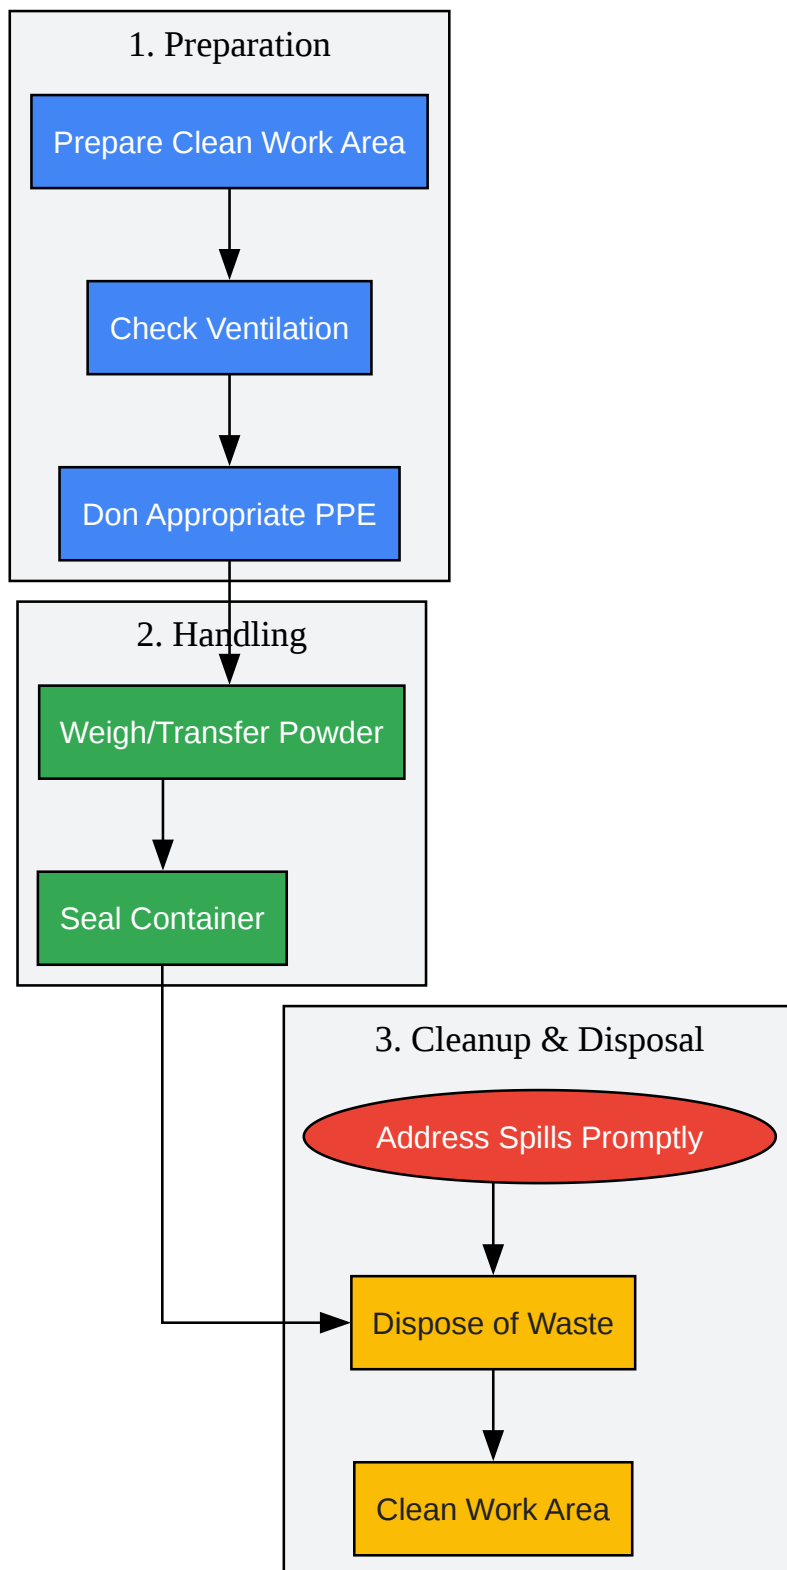 1. Preparation
Prepare Clean Work Area
Check Ventilation
Don Appropriate PPE
2. Handling
Weigh/Transfer Powder
Seal Container
3. Cleanup & Disposal
Address Spills Promptly
Dispose of Waste
Clean Work Area